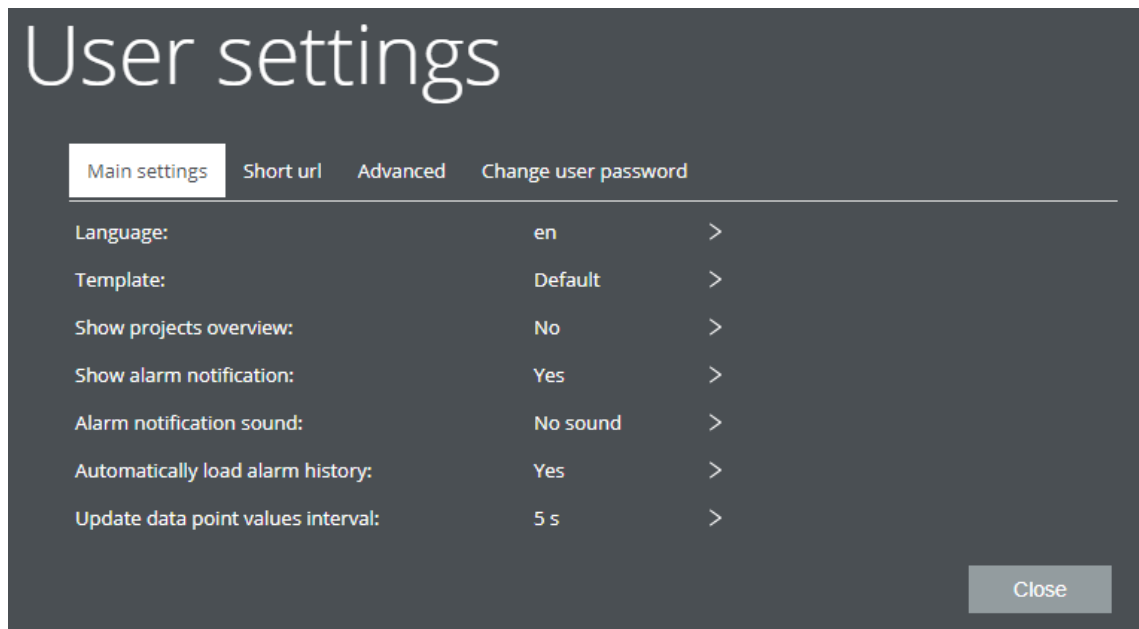 User settings
Main settings Short url Advanced Change user password
Language: en >
Template: Default >
Show projects overview: No >
Show alarm notification: Yes >
Alarm notification sound: No sound >
Automatically load alarm history: Yes >
Update data point values interval: 5 s >
Close